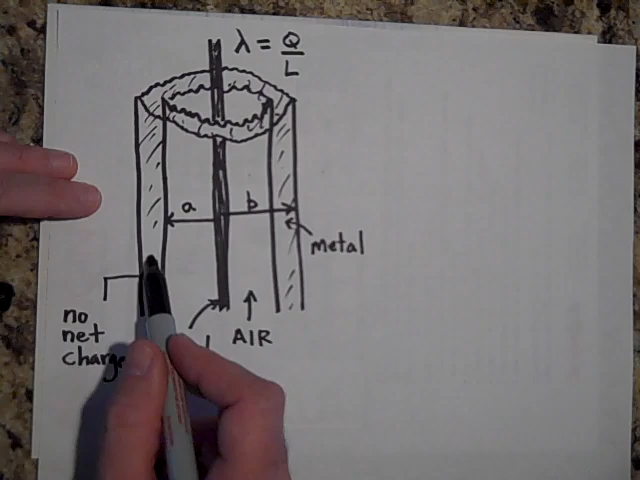 λ = Q
L
a
b
metal
no
net
charge
AIR